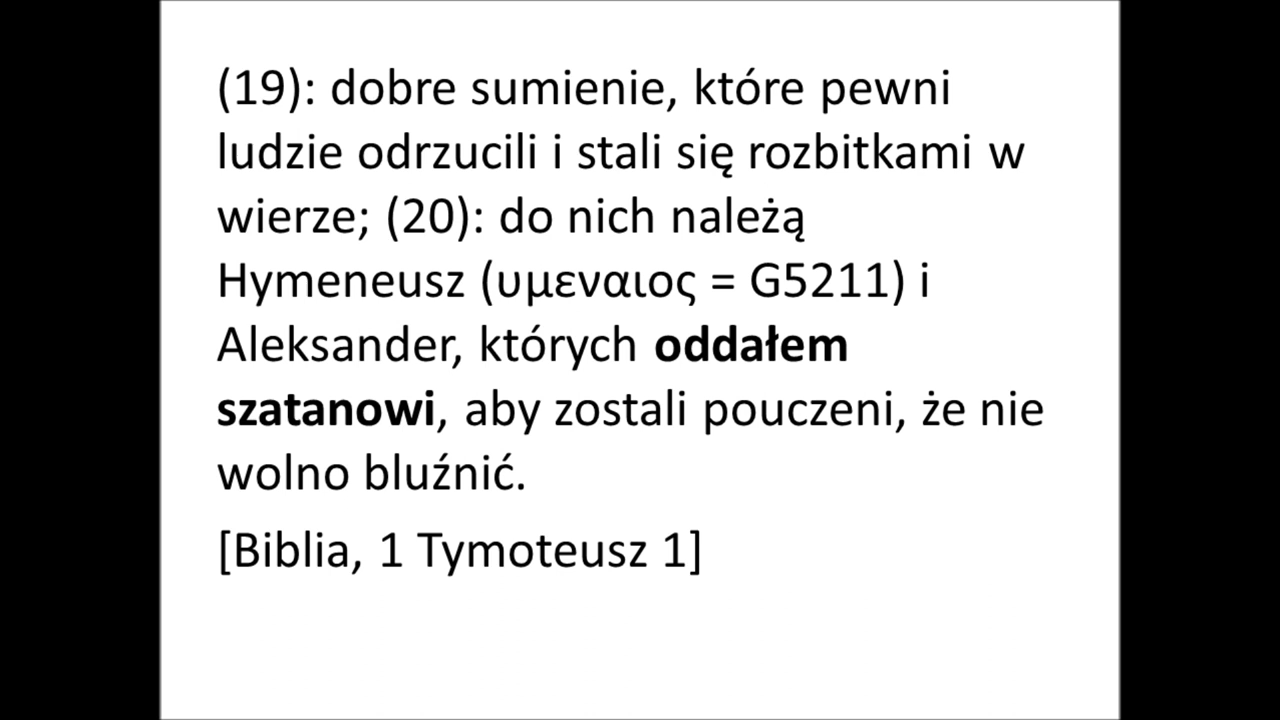 (19): dobre sumienie, które pewni
ludzie odrzucili i stali się rozbitkami w
wierze; (20): do nich należą
Hymeneusz (υμεναιος = G5211) i
Aleksander, których oddałem
szatanowi, aby zostali pouczeni, że nie
wolno bluźnić.
[Biblia, 1 Tymoteusz 1]